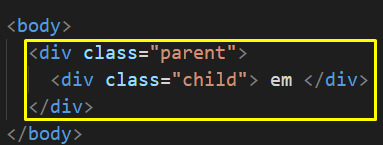 <body>
<div class="parent">
<div class="child"> em </div>
</div>
</body>